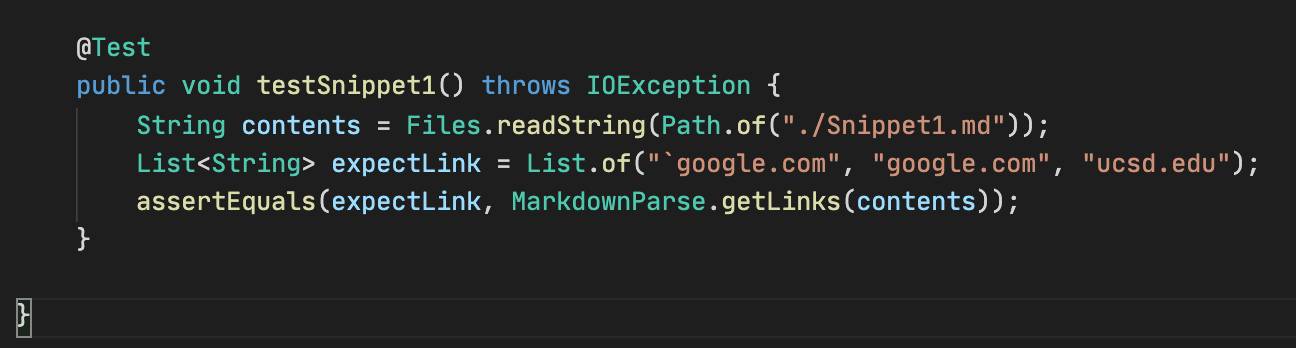 @Test
public void testSnippet1() throws IOException {
String contents = Files.readString(Path.of("./Snippet1.md"));
List<String> expectLink = List.of("`google.com", "google.com", "ucsd.edu");
assertEquals(expectLink, MarkdownParse.getLinks(contents));
}
}